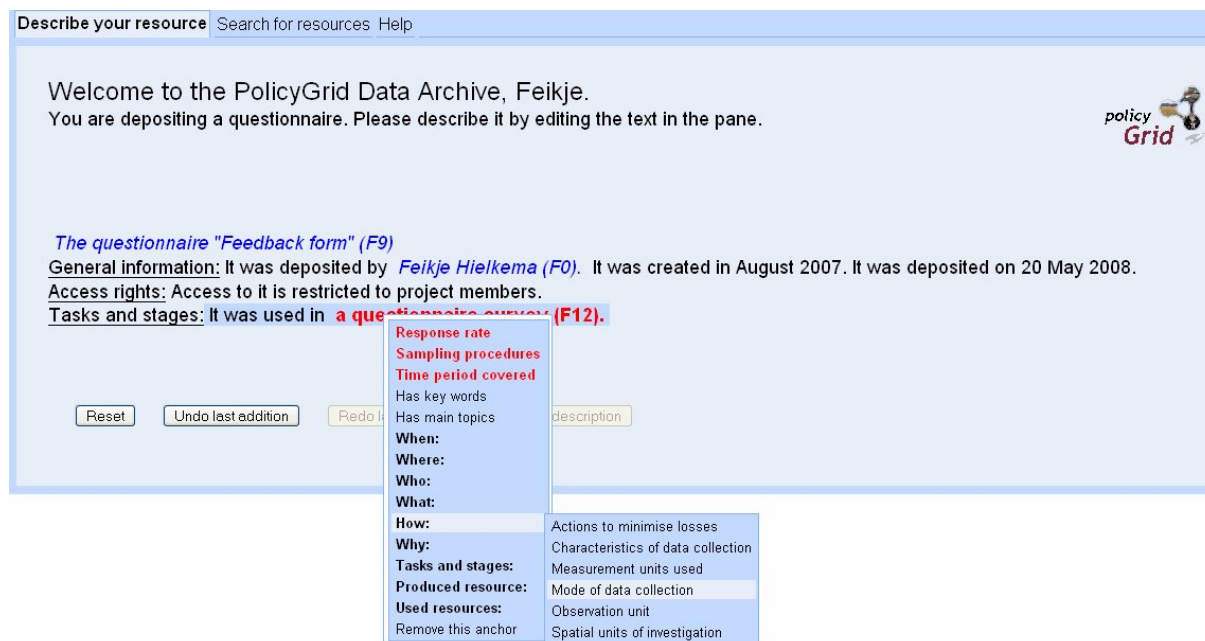 Describe your resource Search for resources Help
Welcome to the PolicyGrid Data Archive, Feikje.
You are depositing a questionnaire. Please describe it by editing the text in the pane.
policy
Grid
The questionnaire "Feedback form" (F9)
General information: It was deposited by Feikje Hielkema (F0). It was created in August 2007. It was deposited on 20 May 2008.
Access rights: Access to it is restricted to project members.
Tasks and stages: It was used in a questionnaire survey (F12).
Response rate
Sampling procedures
Time period covered
Has key words
Has main topics
Reset Undo last addition Redo description
When:
Where:
Who:
What:
How:
Why:
Tasks and stages:
Produced resource:
Used resources:
Remove this anchor
Actions to minimise losses
Characteristics of data collection
Measurement units used
Mode of data collection
Observation unit
Spatial units of investigation